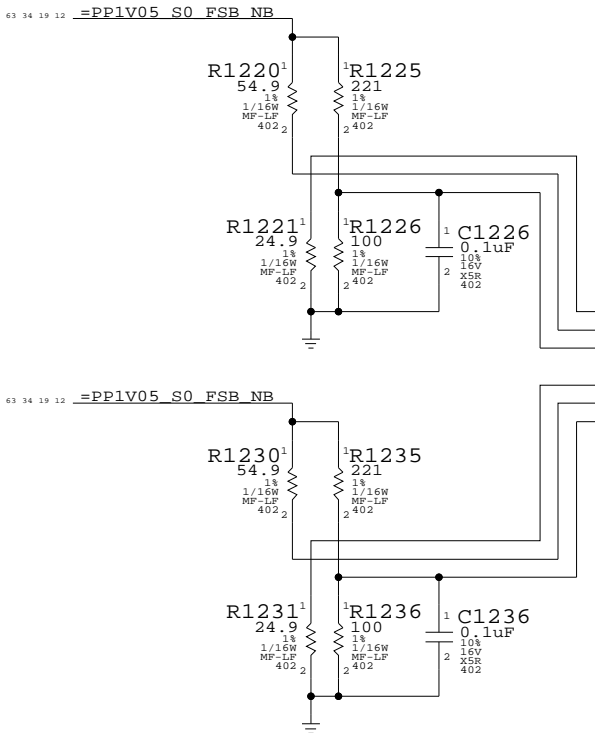 63 34 19 12 =PP1V05_S0_FSB_NB
R1220 1
54.9
1%
1/16W
MF-LF
402 2
1 R1225
221
1%
1/16W
MF-LF
2 402
R1221 1
24.9
1%
1/16W
MF-LF
402 2
1 R1226
100
1%
1/16W
MF-LF
2 402
1 C1226
0.1uF
10%
2 16V
X5R
402
63 34 19 12 =PP1V05_S0_FSB_NB
R1230 1
54.9
1%
1/16W
MF-LF
402 2
1 R1235
221
1%
1/16W
MF-LF
2 402
R1231 1
24.9
1%
1/16W
MF-LF
402 2
1 R1236
100
1%
1/16W
MF-LF
2 402
1 C1236
0.1uF
10%
2 16V
X5R
402